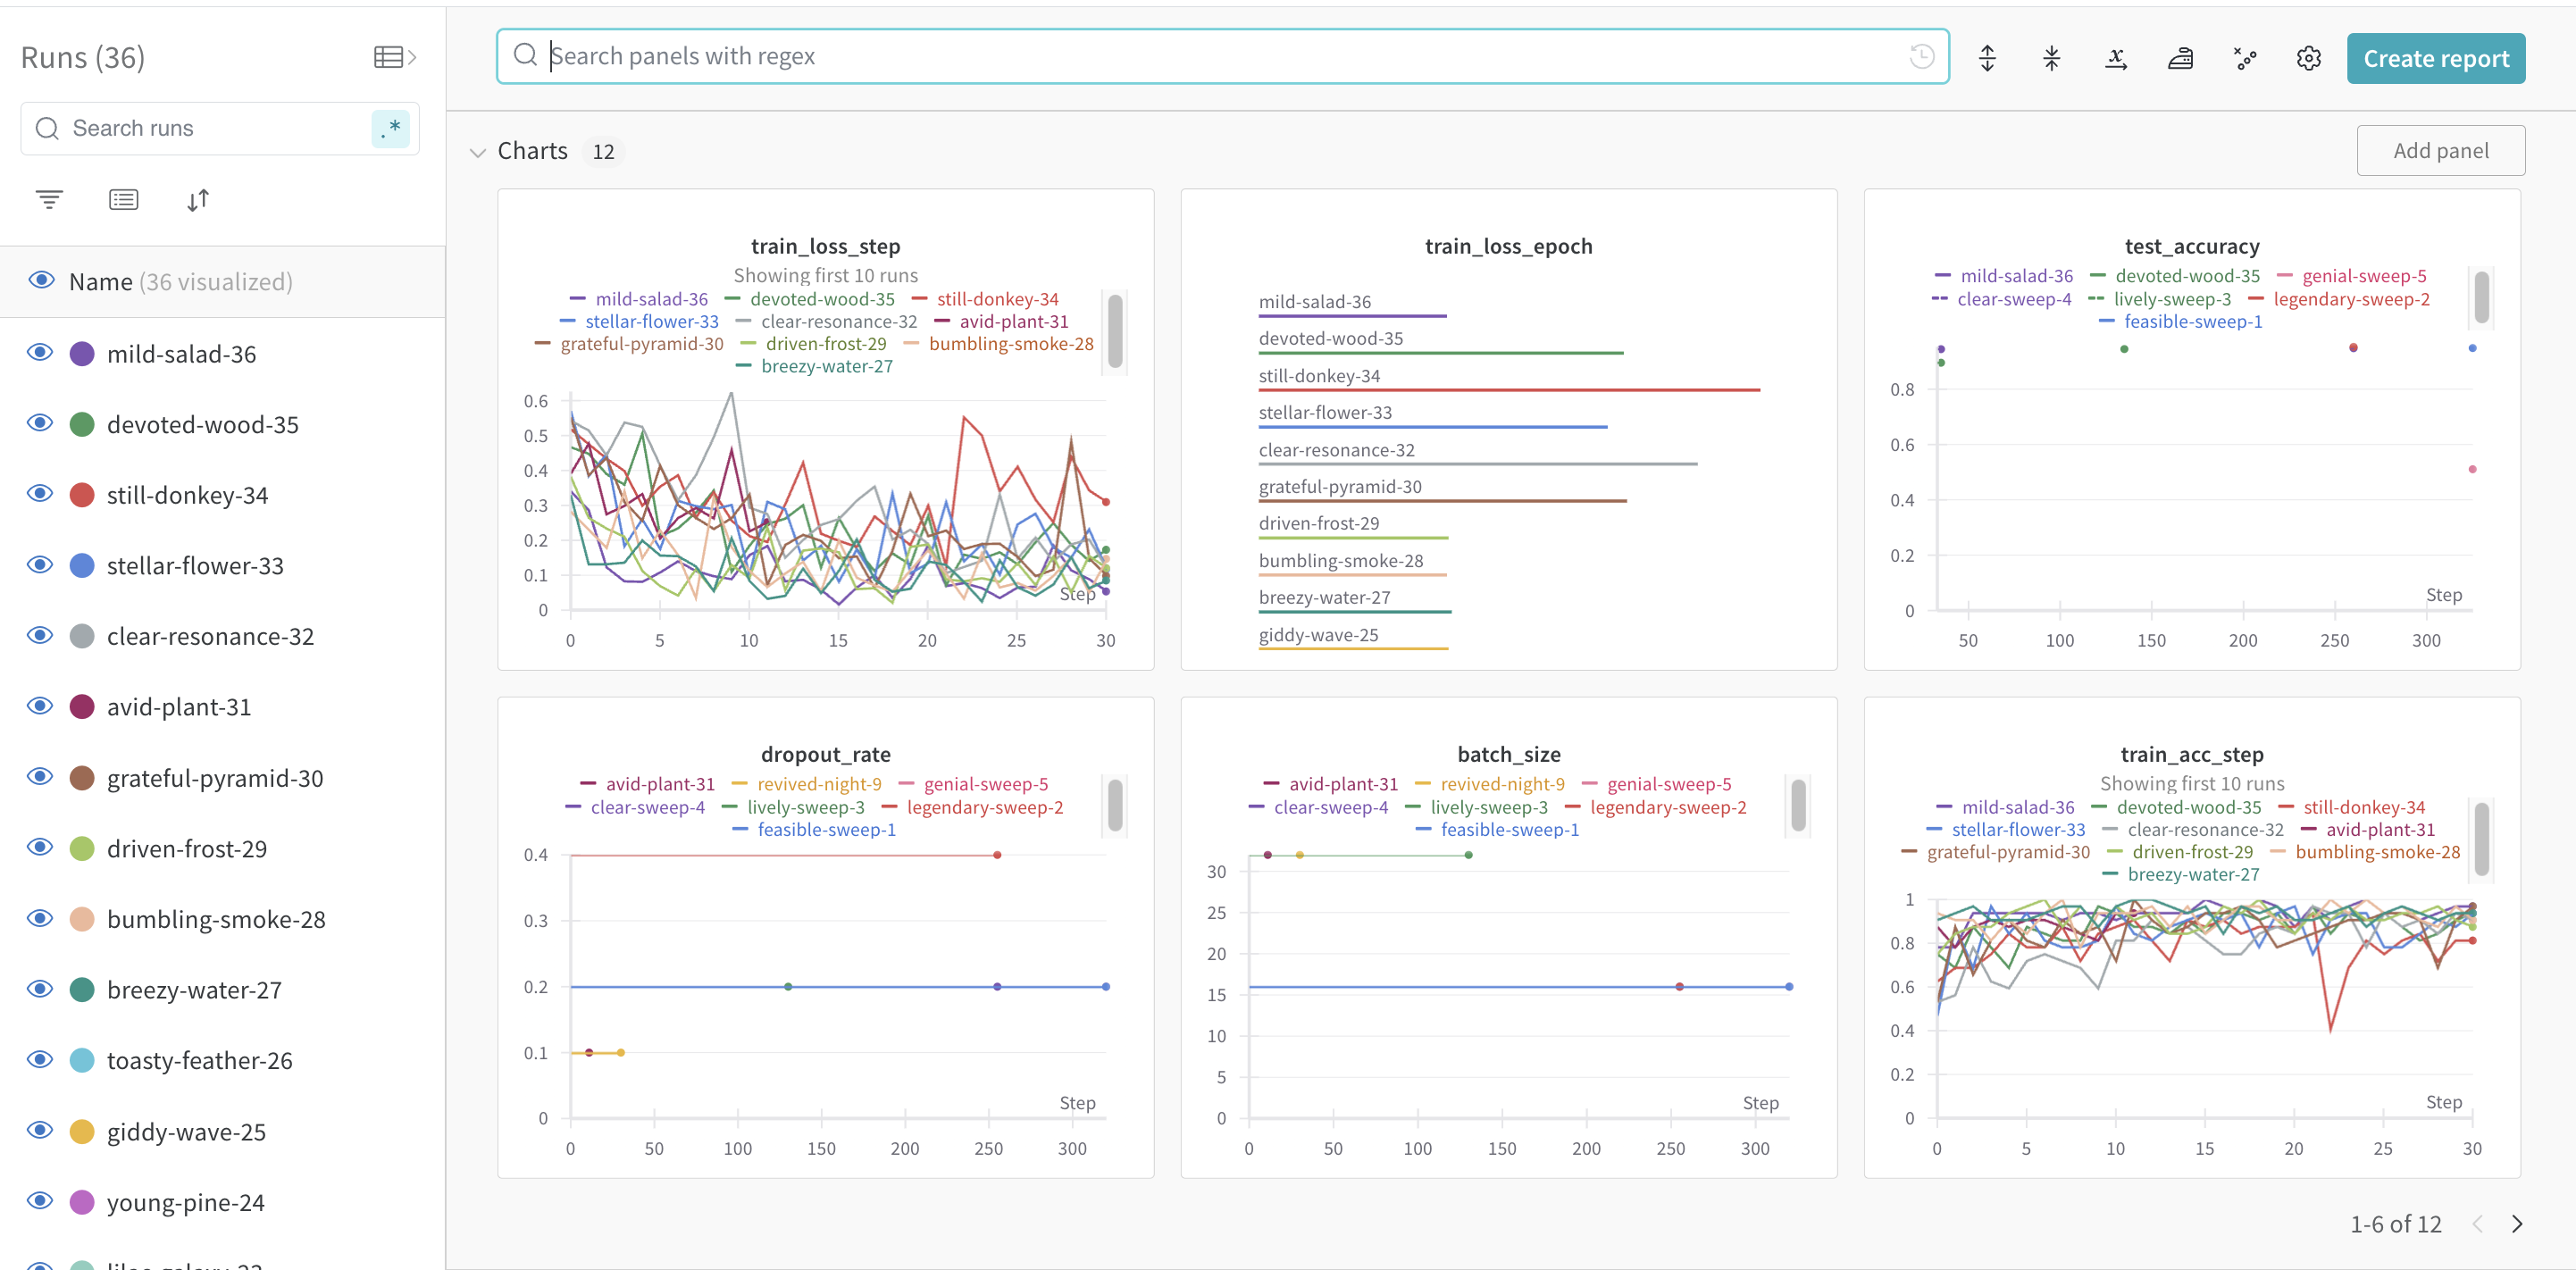 Runs (36)
Search runs
.*
Name (36 visualized)
mild-salad-36
devoted-wood-35
still-donkey-34
stellar-flower-33
clear-resonance-32
avid-plant-31
grateful-pyramid-30
driven-frost-29
bumbling-smoke-28
breezy-water-27
toasty-feather-26
giddy-wave-25
young-pine-24
Search panels with regex
Create report
Charts 12
Add panel
train_loss_step
Showing first 10 runs
mild-salad-36 devoted-wood-35 still-donkey-34
stellar-flower-33 clear-resonance-32 avid-plant-31
grateful-pyramid-30 driven-frost-29 bumbling-smoke-28
breezy-water-27
0.6
0.5
0.4
0.3
0.2
0.1
0
Step
0 5 10 15 20 25 30
train_loss_epoch
mild-salad-36
devoted-wood-35
still-donkey-34
stellar-flower-33
clear-resonance-32
grateful-pyramid-30
driven-frost-29
bumbling-smoke-28
breezy-water-27
giddy-wave-25
test_accuracy
mild-salad-36 devoted-wood-35 genial-sweep-5
clear-sweep-4 lively-sweep-3 legendary-sweep-2
feasible-sweep-1
0.8
0.6
0.4
0.2
0
Step
50 100 150 200 250 300
dropout_rate
avid-plant-31 revived-night-9 genial-sweep-5
clear-sweep-4 lively-sweep-3 legendary-sweep-2
feasible-sweep-1
0.4
0.3
0.2
0.1
0
Step
0 50 100 150 200 250 300
batch_size
avid-plant-31 revived-night-9 genial-sweep-5
clear-sweep-4 lively-sweep-3 legendary-sweep-2
feasible-sweep-1
30
25
20
15
10
5
0
Step
0 50 100 150 200 250 300
train_acc_step
Showing first 10 runs
mild-salad-36 devoted-wood-35 still-donkey-34
stellar-flower-33 clear-resonance-32 avid-plant-31
grateful-pyramid-30 driven-frost-29 bumbling-smoke-28
breezy-water-27
1
0.8
0.6
0.4
0.2
0
Step
0 5 10 15 20 25 30
1-6 of 12